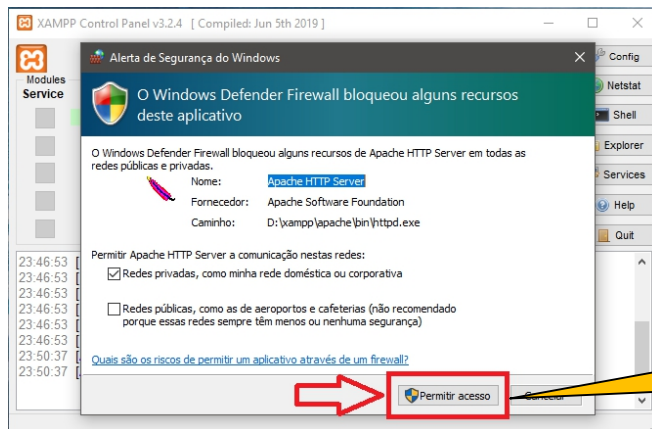 XAMPP Control Panel v3.2.4 [ Compiled: Jun 5th 2019 ]
Modules
Service
Config
Netstat
Shell
Explorer
Services
Help
Quit
Alerta de Segurança do Windows
O Windows Defender Firewall bloqueou alguns recursos
deste aplicativo
O Windows Defender Firewall bloqueou alguns recursos de Apache HTTP Server em todas as
redes públicas e privadas.
Nome: Apache HTTP Server
Fornecedor: Apache Software Foundation
Caminho: D:\xampp\apache\bin\httpd.exe
Permitir Apache HTTP Server a comunicação nestas redes:
Redes privadas, como minha rede doméstica ou corporativa
Redes públicas, como as de aeroportos e cafeterias (não recomendado
porque essas redes sempre têm menos ou nenhuma segurança)
Quais são os riscos de permitir um aplicativo através de um firewall?
Permitir acesso
23:46:53 [
23:46:53 [
23:46:53 [
23:46:53 [
23:46:53 [
23:46:53 [
23:50:37 [
23:50:37 [